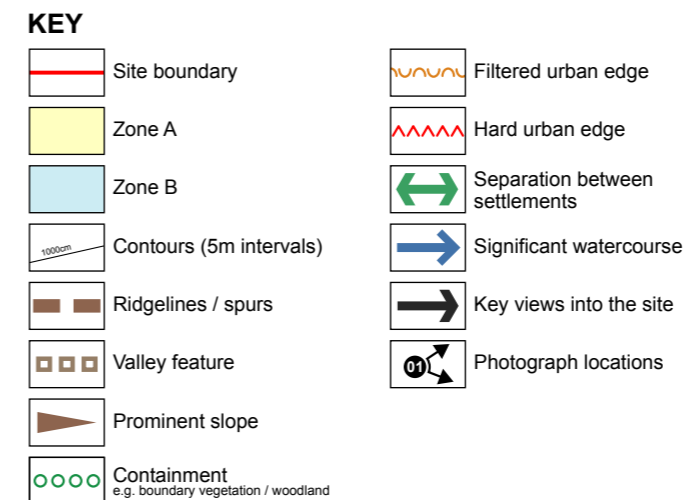 KEY
Site boundary
Zone A
Zone B
1000cm
Contours (5m intervals)
Ridgelines / spurs
Valley feature
Prominent slope
Containment
e.g. boundary vegetation / woodland
Filtered urban edge
Hard urban edge
Separation between
settlements
Significant watercourse
Key views into the site
01
Photograph locations